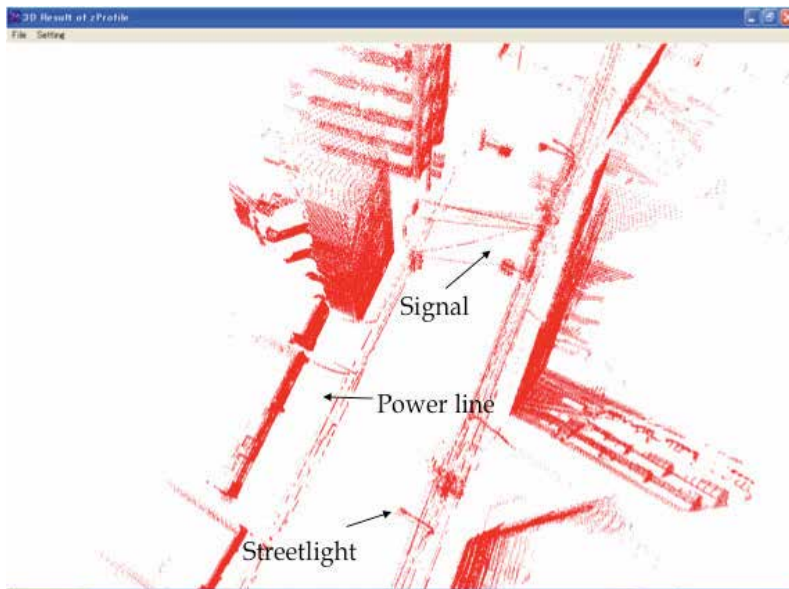 3D Result of zProfile
File Setting
Signal
Power line
Streetlight